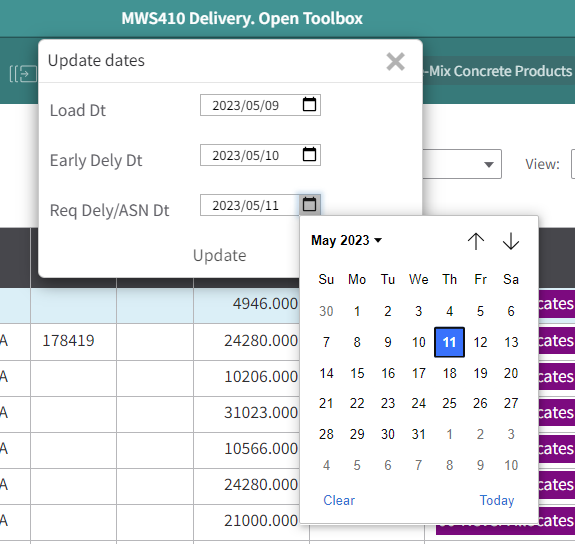 MWS410 Delivery. Open Toolbox
Update dates
-Mix Concrete Products
Load Dt 2023/05/09
Early Dely Dt 2023/05/10
View:
Req Dely/ASN Dt 2023/05/11
Update
May 2023
Su Mo Tu We Th Fr Sa
30 1 2 3 4 5 6
7 8 9 10 11 12 13
14 15 16 17 18 19 20
21 22 23 24 25 26 27
28 29 30 31 1 2 3
4 5 6 7 8 9 10
Clear Today
4946.000 cates
A 178419 24280.000 cates
A 10206.000 cates
A 31023.000 cates
A 10566.000 cates
A 24280.000 cates
A 21000.000 cates